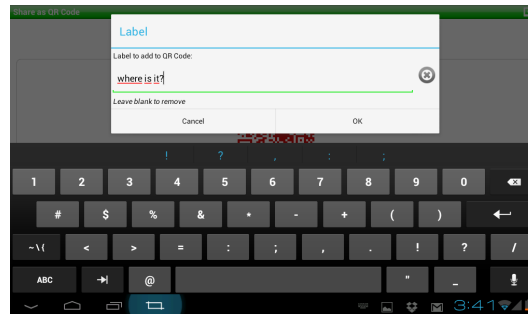 Share as QR Code
Label
Label to add to QR Code:
where is it?
Leave blank to remove
Cancel OK
! ? , : ;
1 2 3 4 5 6 7 8 9 0
# $ % & * - + ( )
~\{ < > = : ; , . ! ? /
ABC @ " _
3:41